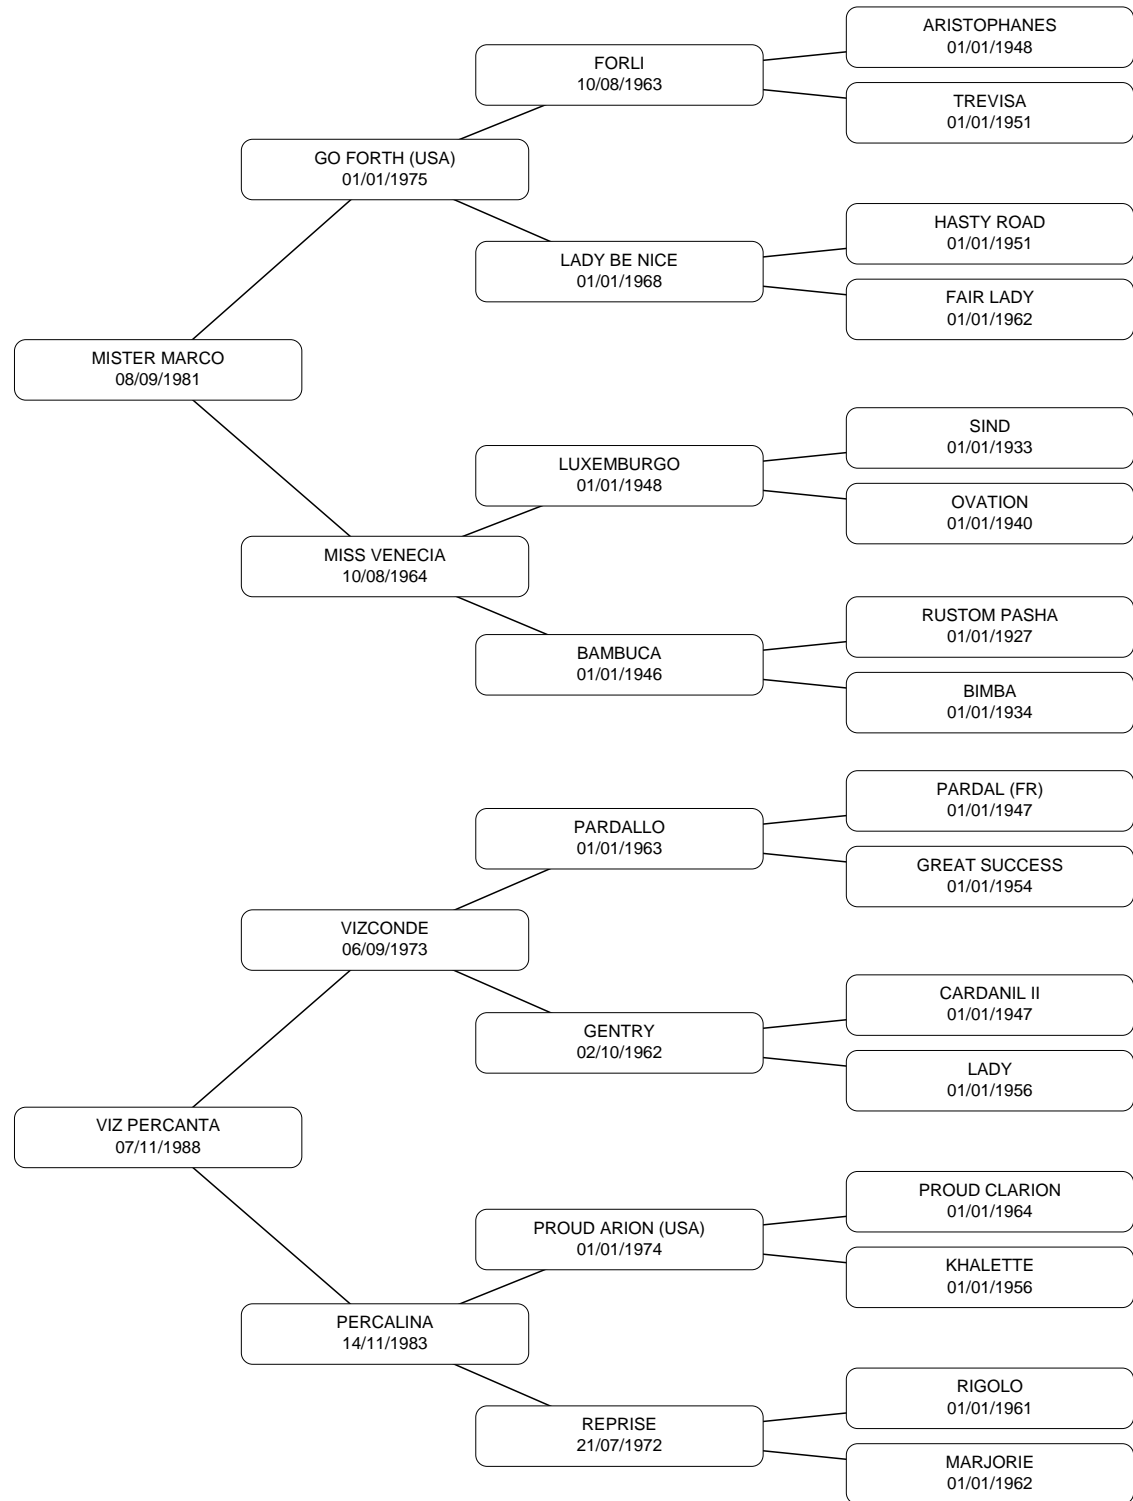 ARISTOPHANES
01/01/1948
FORLI
10/08/1963
TREVISA
01/01/1951
GO FORTH (USA)
01/01/1975
HASTY ROAD
01/01/1951
LADY BE NICE
01/01/1968
FAIR LADY
01/01/1962
MISTER MARCO
08/09/1981
SIND
01/01/1933
LUXEMBURGO
01/01/1948
OVATION
01/01/1940
MISS VENECIA
10/08/1964
RUSTOM PASHA
01/01/1927
BAMBUCA
01/01/1946
BIMBA
01/01/1934
PARDAL (FR)
01/01/1947
PARDALLO
01/01/1963
GREAT SUCCESS
01/01/1954
VIZCONDE
06/09/1973
CARDANIL II
01/01/1947
GENTRY
02/10/1962
LADY
01/01/1956
VIZ PERCANTA
07/11/1988
PROUD CLARION
01/01/1964
PROUD ARION (USA)
01/01/1974
KHALETTE
01/01/1956
PERCALINA
14/11/1983
RIGOLO
01/01/1961
REPRISE
21/07/1972
MARJORIE
01/01/1962